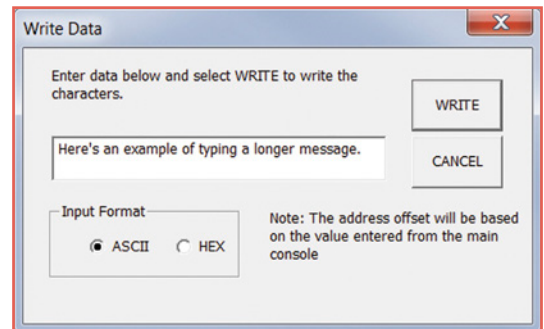 Write Data
X
Enter data below and select WRITE to write the
characters.
WRITE
Here's an example of typing a longer message.
CANCEL
Input Format
ASCII
HEX
Note: The address offset will be based
on the value entered from the main
console